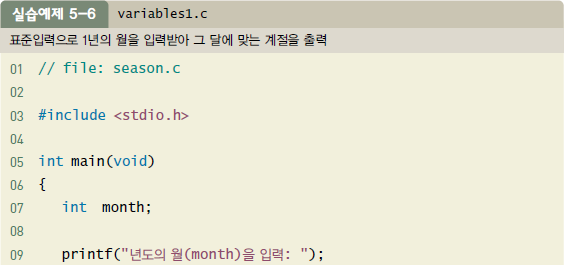 실습예제 5-6 variables1.c
표준입력으로 1년의 월을 입력받아 그 달에 맞는 계절을 출력
01 // file: season.c
02
03 #include <stdio.h>
04
05 int main(void)
06 {
07 int month;
08
09 printf("년도의 월(month)을 입력: ");